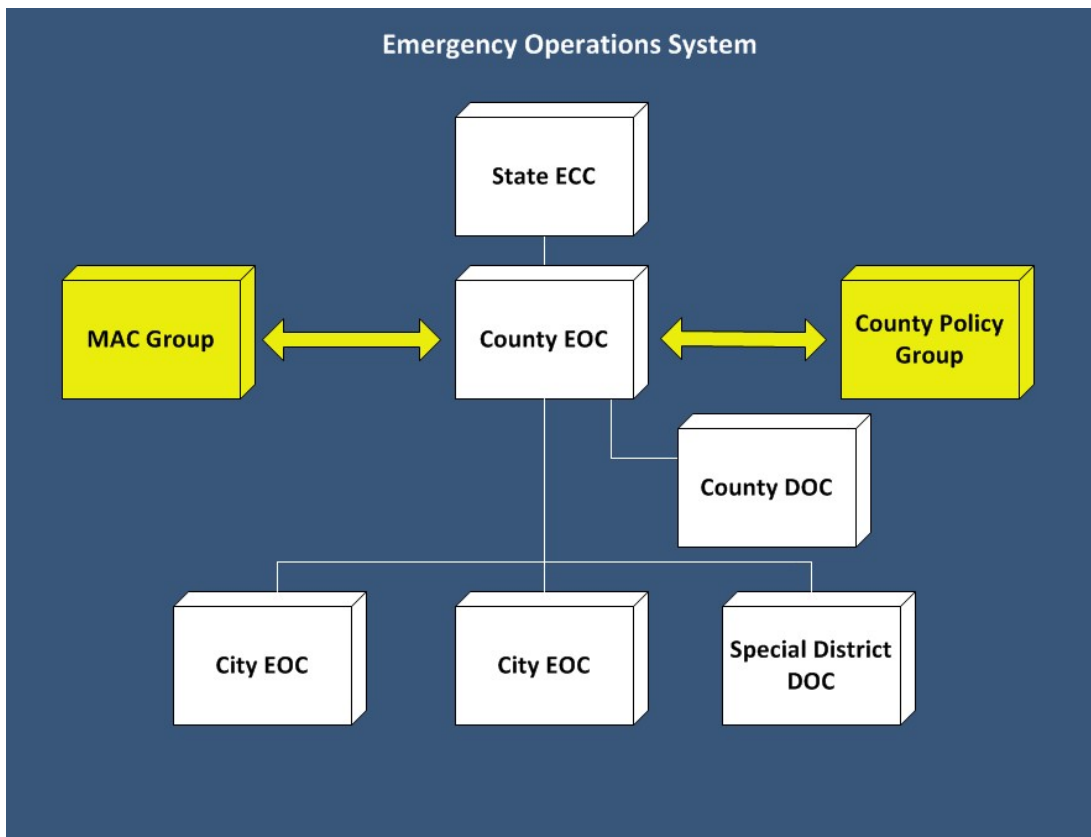 Emergency Operations System
State ECC
MAC Group
County EOC
County Policy
Group
County DOC
City EOC
City EOC
Special District
DOC